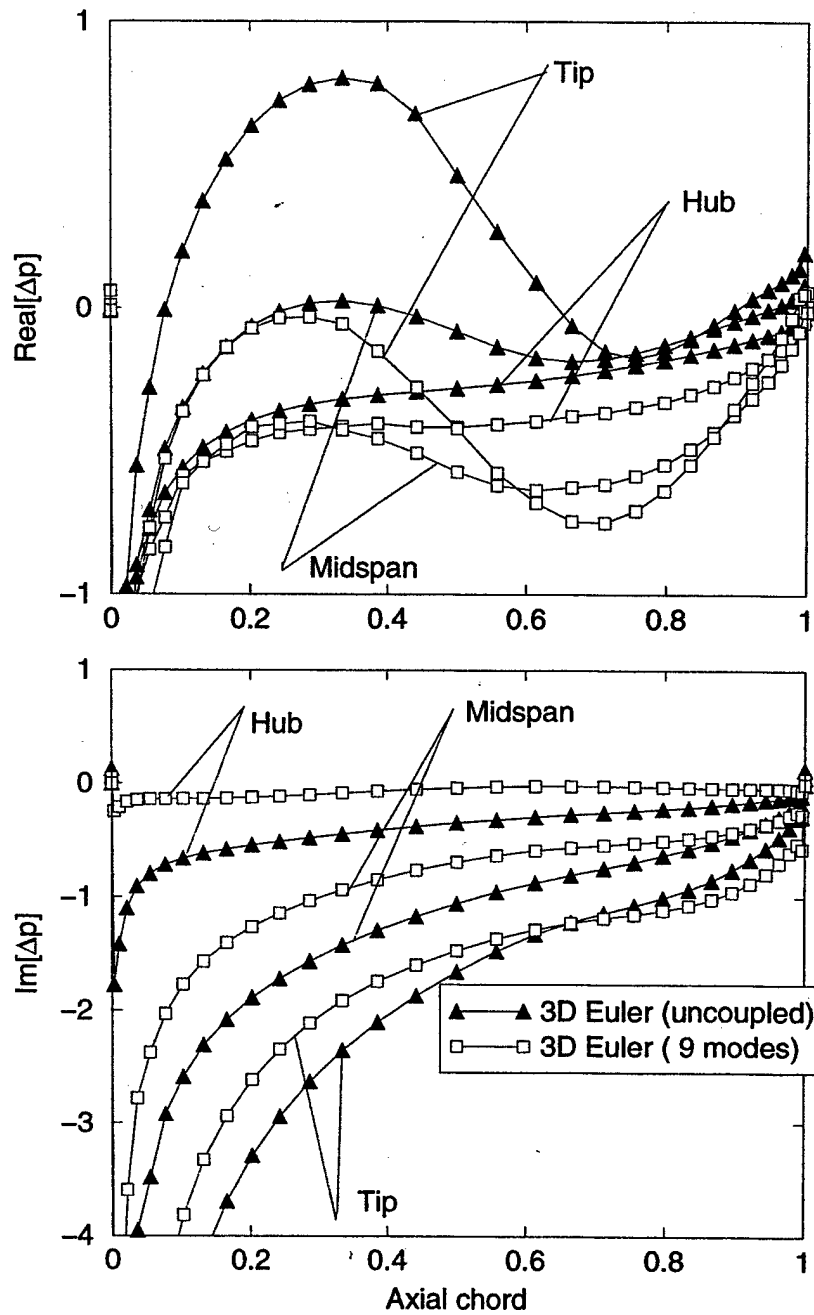 1
Tip
Hub
Real[Δp]
0
Midspan
−1
0
0.2
0.4
0.6
0.8
1
1
Hub
Midspan
0
−1
Im[Δp]
−2
3D Euler (uncoupled)
3D Euler ( 9 modes)
−3
Tip
−4
0
0.2
0.4
0.6
0.8
1
Axial chord